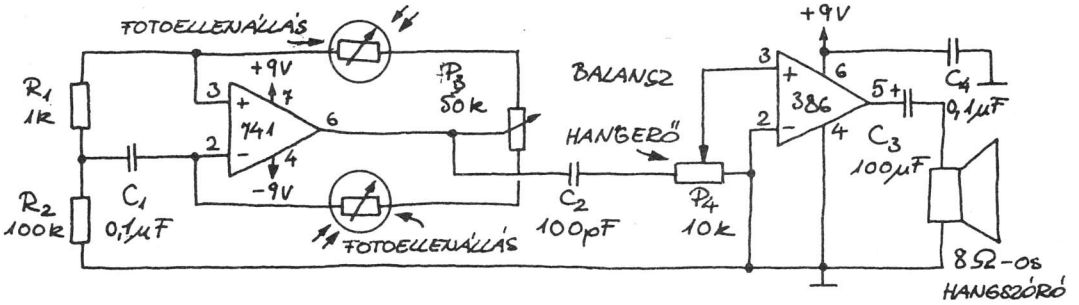 FOTOELLENÁLLÁS
+9V
+9V
3
7
+
741
6
2
-
4
-9V
R1
1k
R2
100k
C1
0,1µF
FOTOELLENÁLLÁS
P3
50k
BALANSZ
HANGERŐ
C2
100pF
P4
10k
3
+
6
386
2
-
4
5
+
C3
100µF
C4
0,1µF
8Ω-os
HANGSZÓRÓ